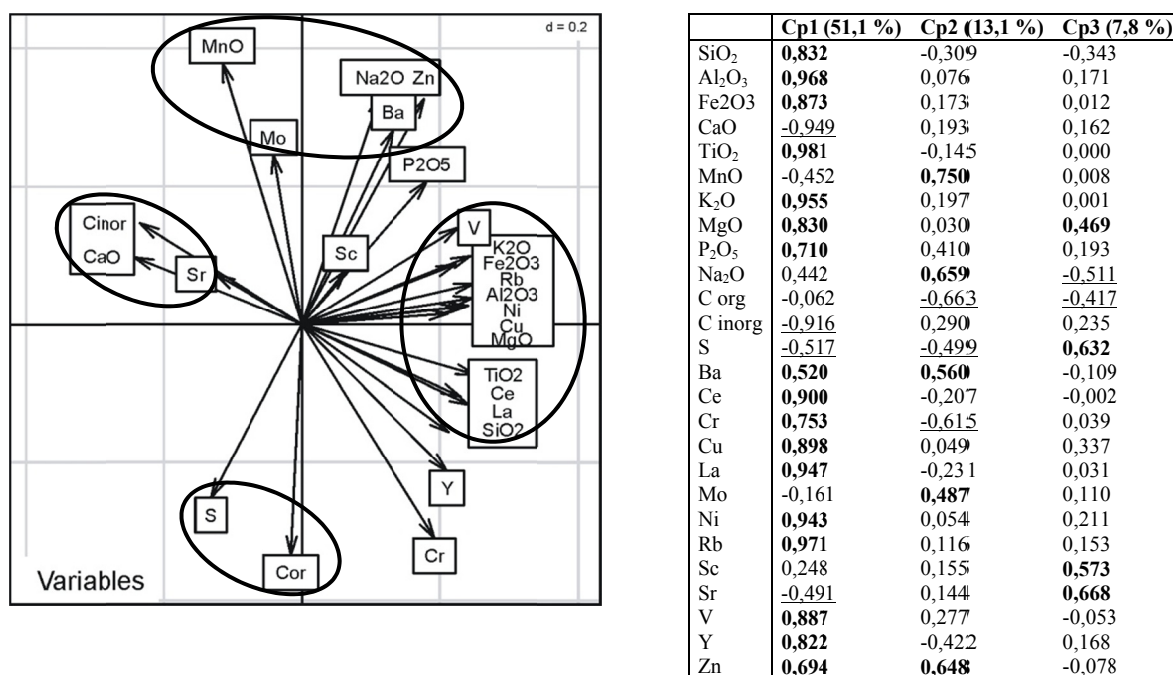 d = 0.2
MnO
Na2O Zn
Ba
Mo
P2O5
Cinor
CaO
Sr
Sc
V
K2O
Fe2O3
Rb
Al2O3
Ni
Cu
MgO
TiO2
Ce
La
SiO2
Y
S
Cr
Cor
Variables
Cp1 (51,1 %) Cp2 (13,1 %) Cp3 (7,8 %)
SiO₂ 0,832 -0,309 -0,343
Al₂O₃ 0,968 0,076 0,171
Fe2O3 0,873 0,173 0,012
CaO -0,949 0,193 0,162
TiO₂ 0,981 -0,145 0,000
MnO -0,452 0,750 0,008
K₂O 0,955 0,197 0,001
MgO 0,830 0,030 0,469
P₂O₅ 0,710 0,410 0,193
Na₂O 0,442 0,659 -0,511
C org -0,062 -0,663 -0,417
C inorg -0,916 0,290 0,235
S -0,517 -0,499 0,632
Ba 0,520 0,560 -0,109
Ce 0,900 -0,207 -0,002
Cr 0,753 -0,615 0,039
Cu 0,898 0,049 0,337
La 0,947 -0,231 0,031
Mo -0,161 0,487 0,110
Ni 0,943 0,054 0,211
Rb 0,971 0,116 0,153
Sc 0,248 0,155 0,573
Sr -0,491 0,144 0,668
V 0,887 0,277 -0,053
Y 0,822 -0,422 0,168
Zn 0,694 0,648 -0,078